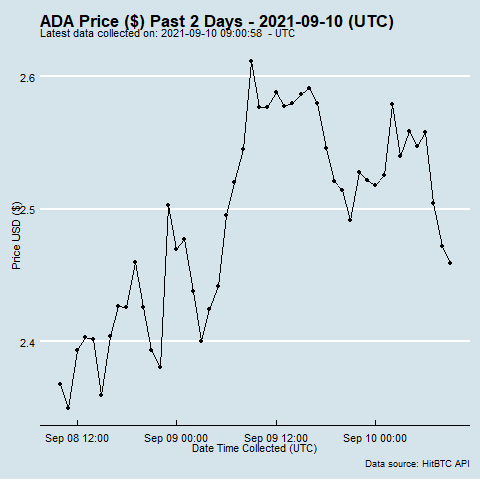 ADA Price ($) Past 2 Days - 2021-09-10 (UTC)
Latest data collected on: 2021-09-10 09:00:58 - UTC
2.6
2.5
2.4
Price USD ($)
Sep 08 12:00 Sep 09 00:00 Sep 09 12:00 Sep 10 00:00
Date Time Collected (UTC)
Data source: HitBTC API